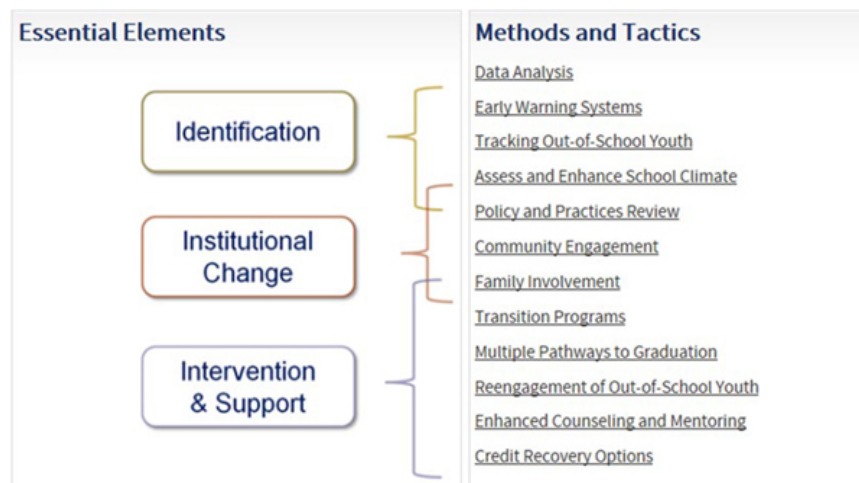 Essential Elements
Identification
Institutional
Change
Intervention
& Support
Methods and Tactics
Data Analysis
Early Warning Systems
Tracking Out-of-School Youth
Assess and Enhance School Climate
Policy and Practices Review
Community Engagement
Family Involvement
Transition Programs
Multiple Pathways to Graduation
Reengagement of Out-of-School Youth
Enhanced Counseling and Mentoring
Credit Recovery Options